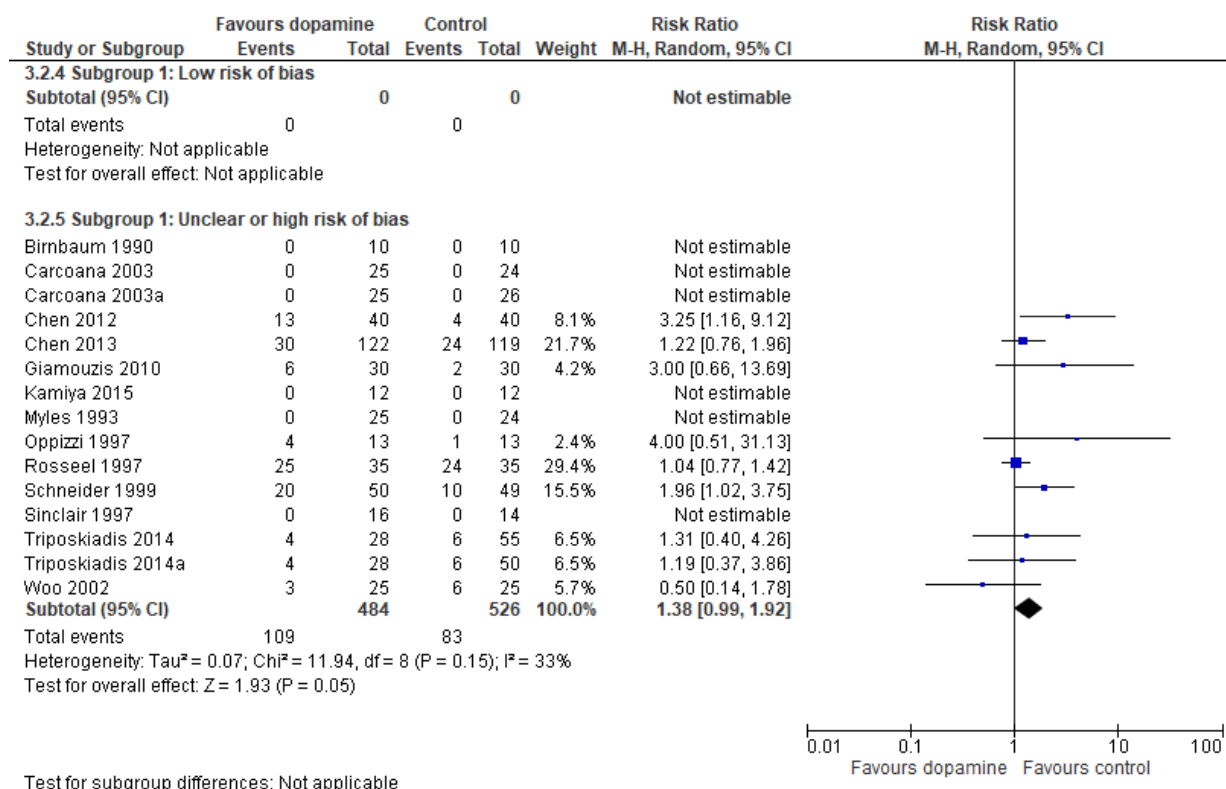 Favours dopamine Control Risk Ratio Risk Ratio
Study or Subgroup Events Total Events Total Weight M-H, Random, 95% CI M-H, Random, 95% CI
3.2.4 Subgroup 1: Low risk of bias
Subtotal (95% CI) 0 0 Not estimable
Total events 0 0
Heterogeneity: Not applicable
Test for overall effect: Not applicable
3.2.5 Subgroup 1: Unclear or high risk of bias
Birnbaum 1990 0 10 0 10 Not estimable
Carcoana 2003 0 25 0 24 Not estimable
Carcoana 2003a 0 25 0 26 Not estimable
Chen 2012 13 40 4 40 8.1% 3.25 [1.16, 9.12]
Chen 2013 30 122 24 119 21.7% 1.22 [0.76, 1.96]
Giamouzis 2010 6 30 2 30 4.2% 3.00 [0.66, 13.69]
Kamiya 2015 0 12 0 12 Not estimable
Myles 1993 0 25 0 24 Not estimable
Oppizzi 1997 4 13 1 13 2.4% 4.00 [0.51, 31.13]
Rosseel 1997 25 35 24 35 29.4% 1.04 [0.77, 1.42]
Schneider 1999 20 50 10 49 15.5% 1.96 [1.02, 3.75]
Sinclair 1997 0 16 0 14 Not estimable
Triposkiadis 2014 4 28 6 55 6.5% 1.31 [0.40, 4.26]
Triposkiadis 2014a 4 28 6 50 6.5% 1.19 [0.37, 3.86]
Woo 2002 3 25 6 25 5.7% 0.50 [0.14, 1.78]
Subtotal (95% CI) 484 526 100.0% 1.38 [0.99, 1.92]
Total events 109 83
Heterogeneity: Tau² = 0.07; Chi² = 11.94, df = 8 (P = 0.15); I² = 33%
Test for overall effect: Z = 1.93 (P = 0.05)
0.01 0.1 1 10 100
Favours dopamine Favours control
Test for subgroup differences: Not applicable